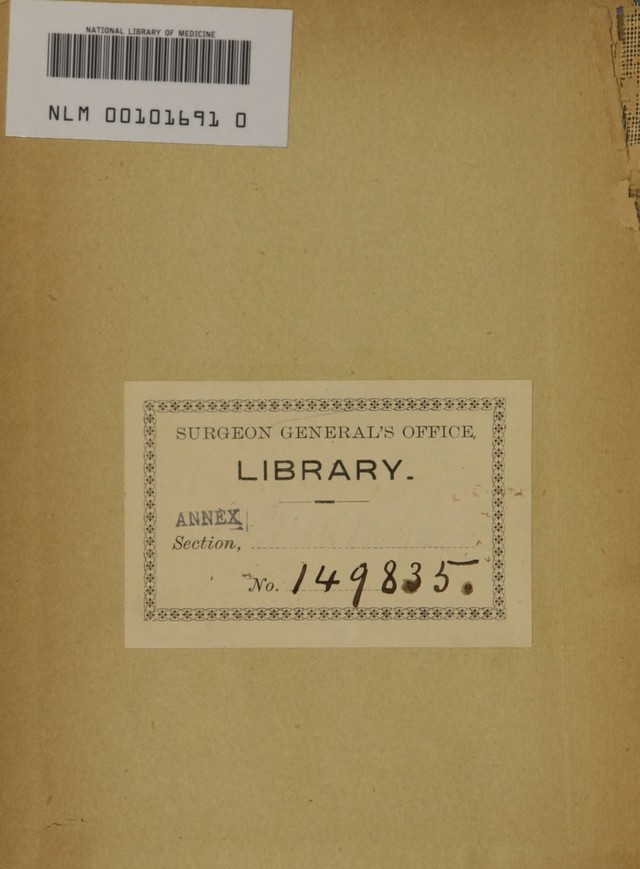 NATIONAL LIBRARY OF MEDICINE
NLM 00101691 0
SURGEON GENERAL'S OFFICE,
LIBRARY.
ANNEX
Section,
No. 149835.